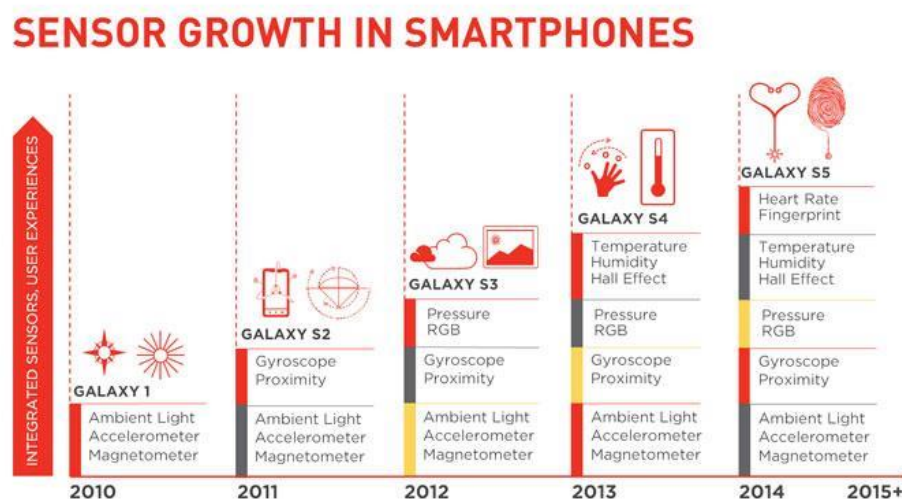 SENSOR GROWTH IN SMARTPHONES
INTEGRATED SENSORS, USER EXPERIENCES
GALAXY 1
Ambient Light
Accelerometer
Magnetometer
2010
GALAXY S2
Gyroscope
Proximity
Ambient Light
Accelerometer
Magnetometer
2011
GALAXY S3
Pressure
RGB
Gyroscope
Proximity
Ambient Light
Accelerometer
Magnetometer
2012
GALAXY S4
Temperature
Humidity
Hall Effect
Pressure
RGB
Gyroscope
Proximity
Ambient Light
Accelerometer
Magnetometer
2013
GALAXY S5
Heart Rate
Fingerprint
Temperature
Humidity
Hall Effect
Pressure
RGB
Gyroscope
Proximity
Ambient Light
Accelerometer
Magnetometer
2014
2015+